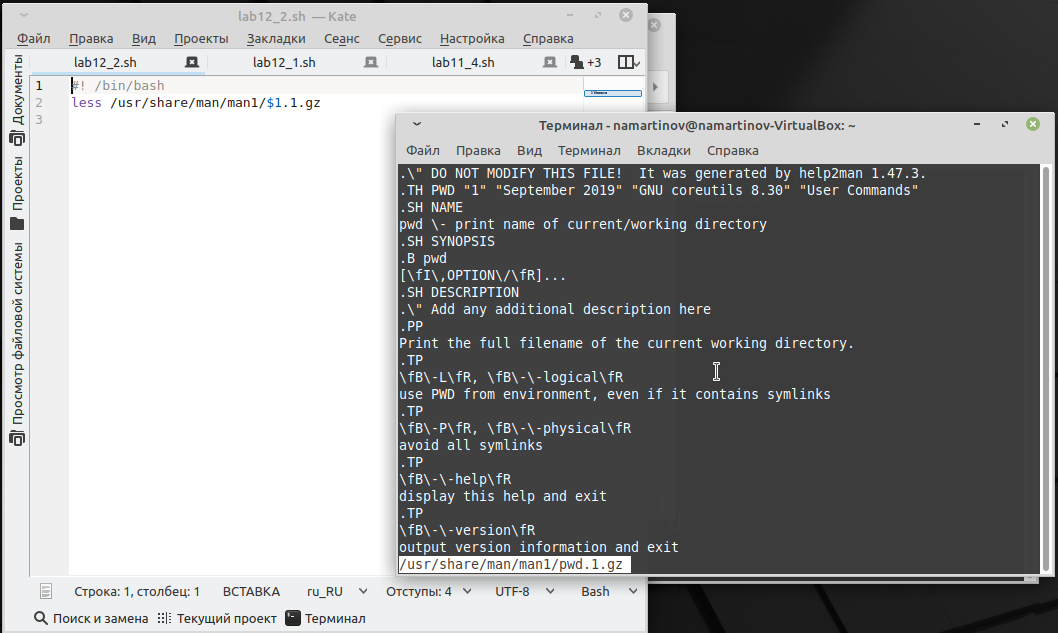 lab12_2.sh — Kate
Файл Правка Вид Проекты Закладки Сеанс Сервис Настройка Справка
lab12_2.sh lab12_1.sh lab11_4.sh +3
Документы
Проекты
Просмотр файловой системы
1 #! /bin/bash
2 less /usr/share/man/man1/$1.1.gz
3
Терминал - namartinov@namartinov-VirtualBox: ~
Файл Правка Вид Терминал Вкладки Справка
.\" DO NOT MODIFY THIS FILE!  It was generated by help2man 1.47.3.
.TH PWD "1" "September 2019" "GNU coreutils 8.30" "User Commands"
.SH NAME
pwd \- print name of current/working directory
.SH SYNOPSIS
.B pwd
[\fI\,OPTION\/\fR]...
.SH DESCRIPTION
.\" Add any additional description here
.PP
Print the full filename of the current working directory.
.TP
\fB\-L\fR, \fB\-\-logical\fR
use PWD from environment, even if it contains symlinks
.TP
\fB\-P\fR, \fB\-\-physical\fR
avoid all symlinks
.TP
\fB\-\-help\fR
display this help and exit
.TP
\fB\-\-version\fR
output version information and exit
/usr/share/man/man1/pwd.1.gz
Строка: 1, столбец: 1 ВСТАВКА ru_RU Отступы: 4 UTF-8 Bash
Поиск и замена Текущий проект Терминал